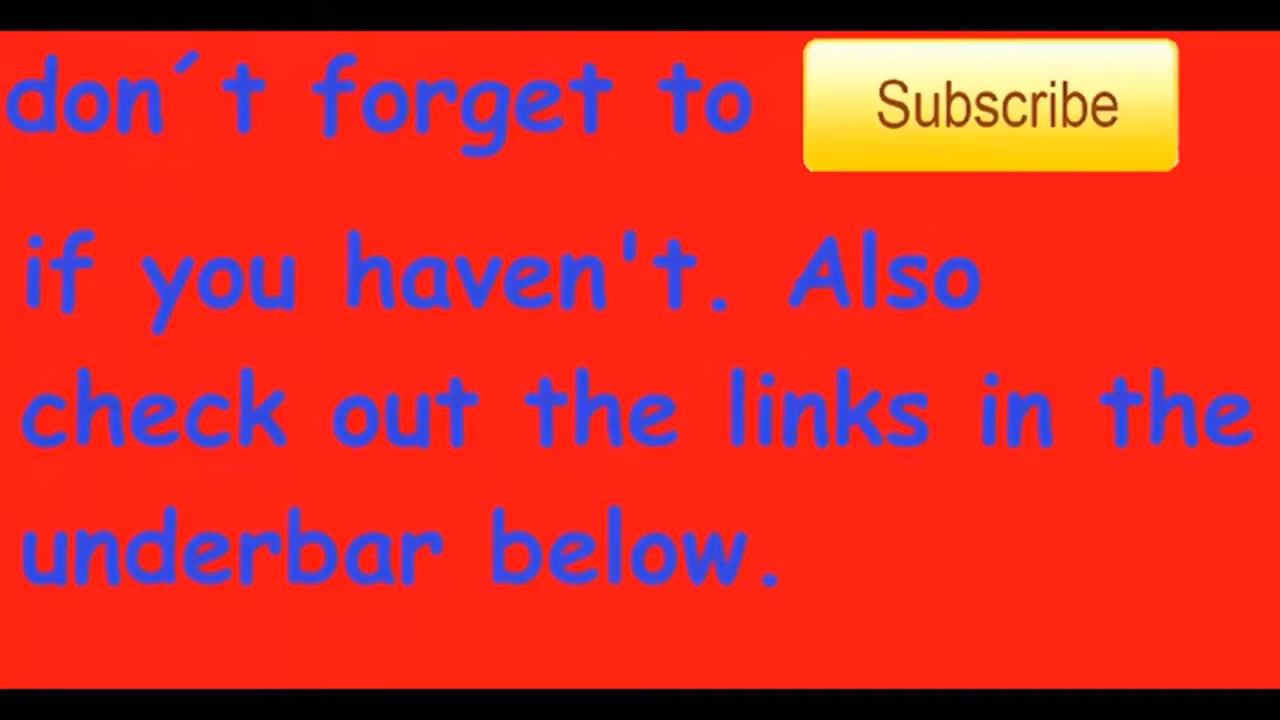 don´t forget to Subscribe
if you haven't. Also
check out the links in the
underbar below.